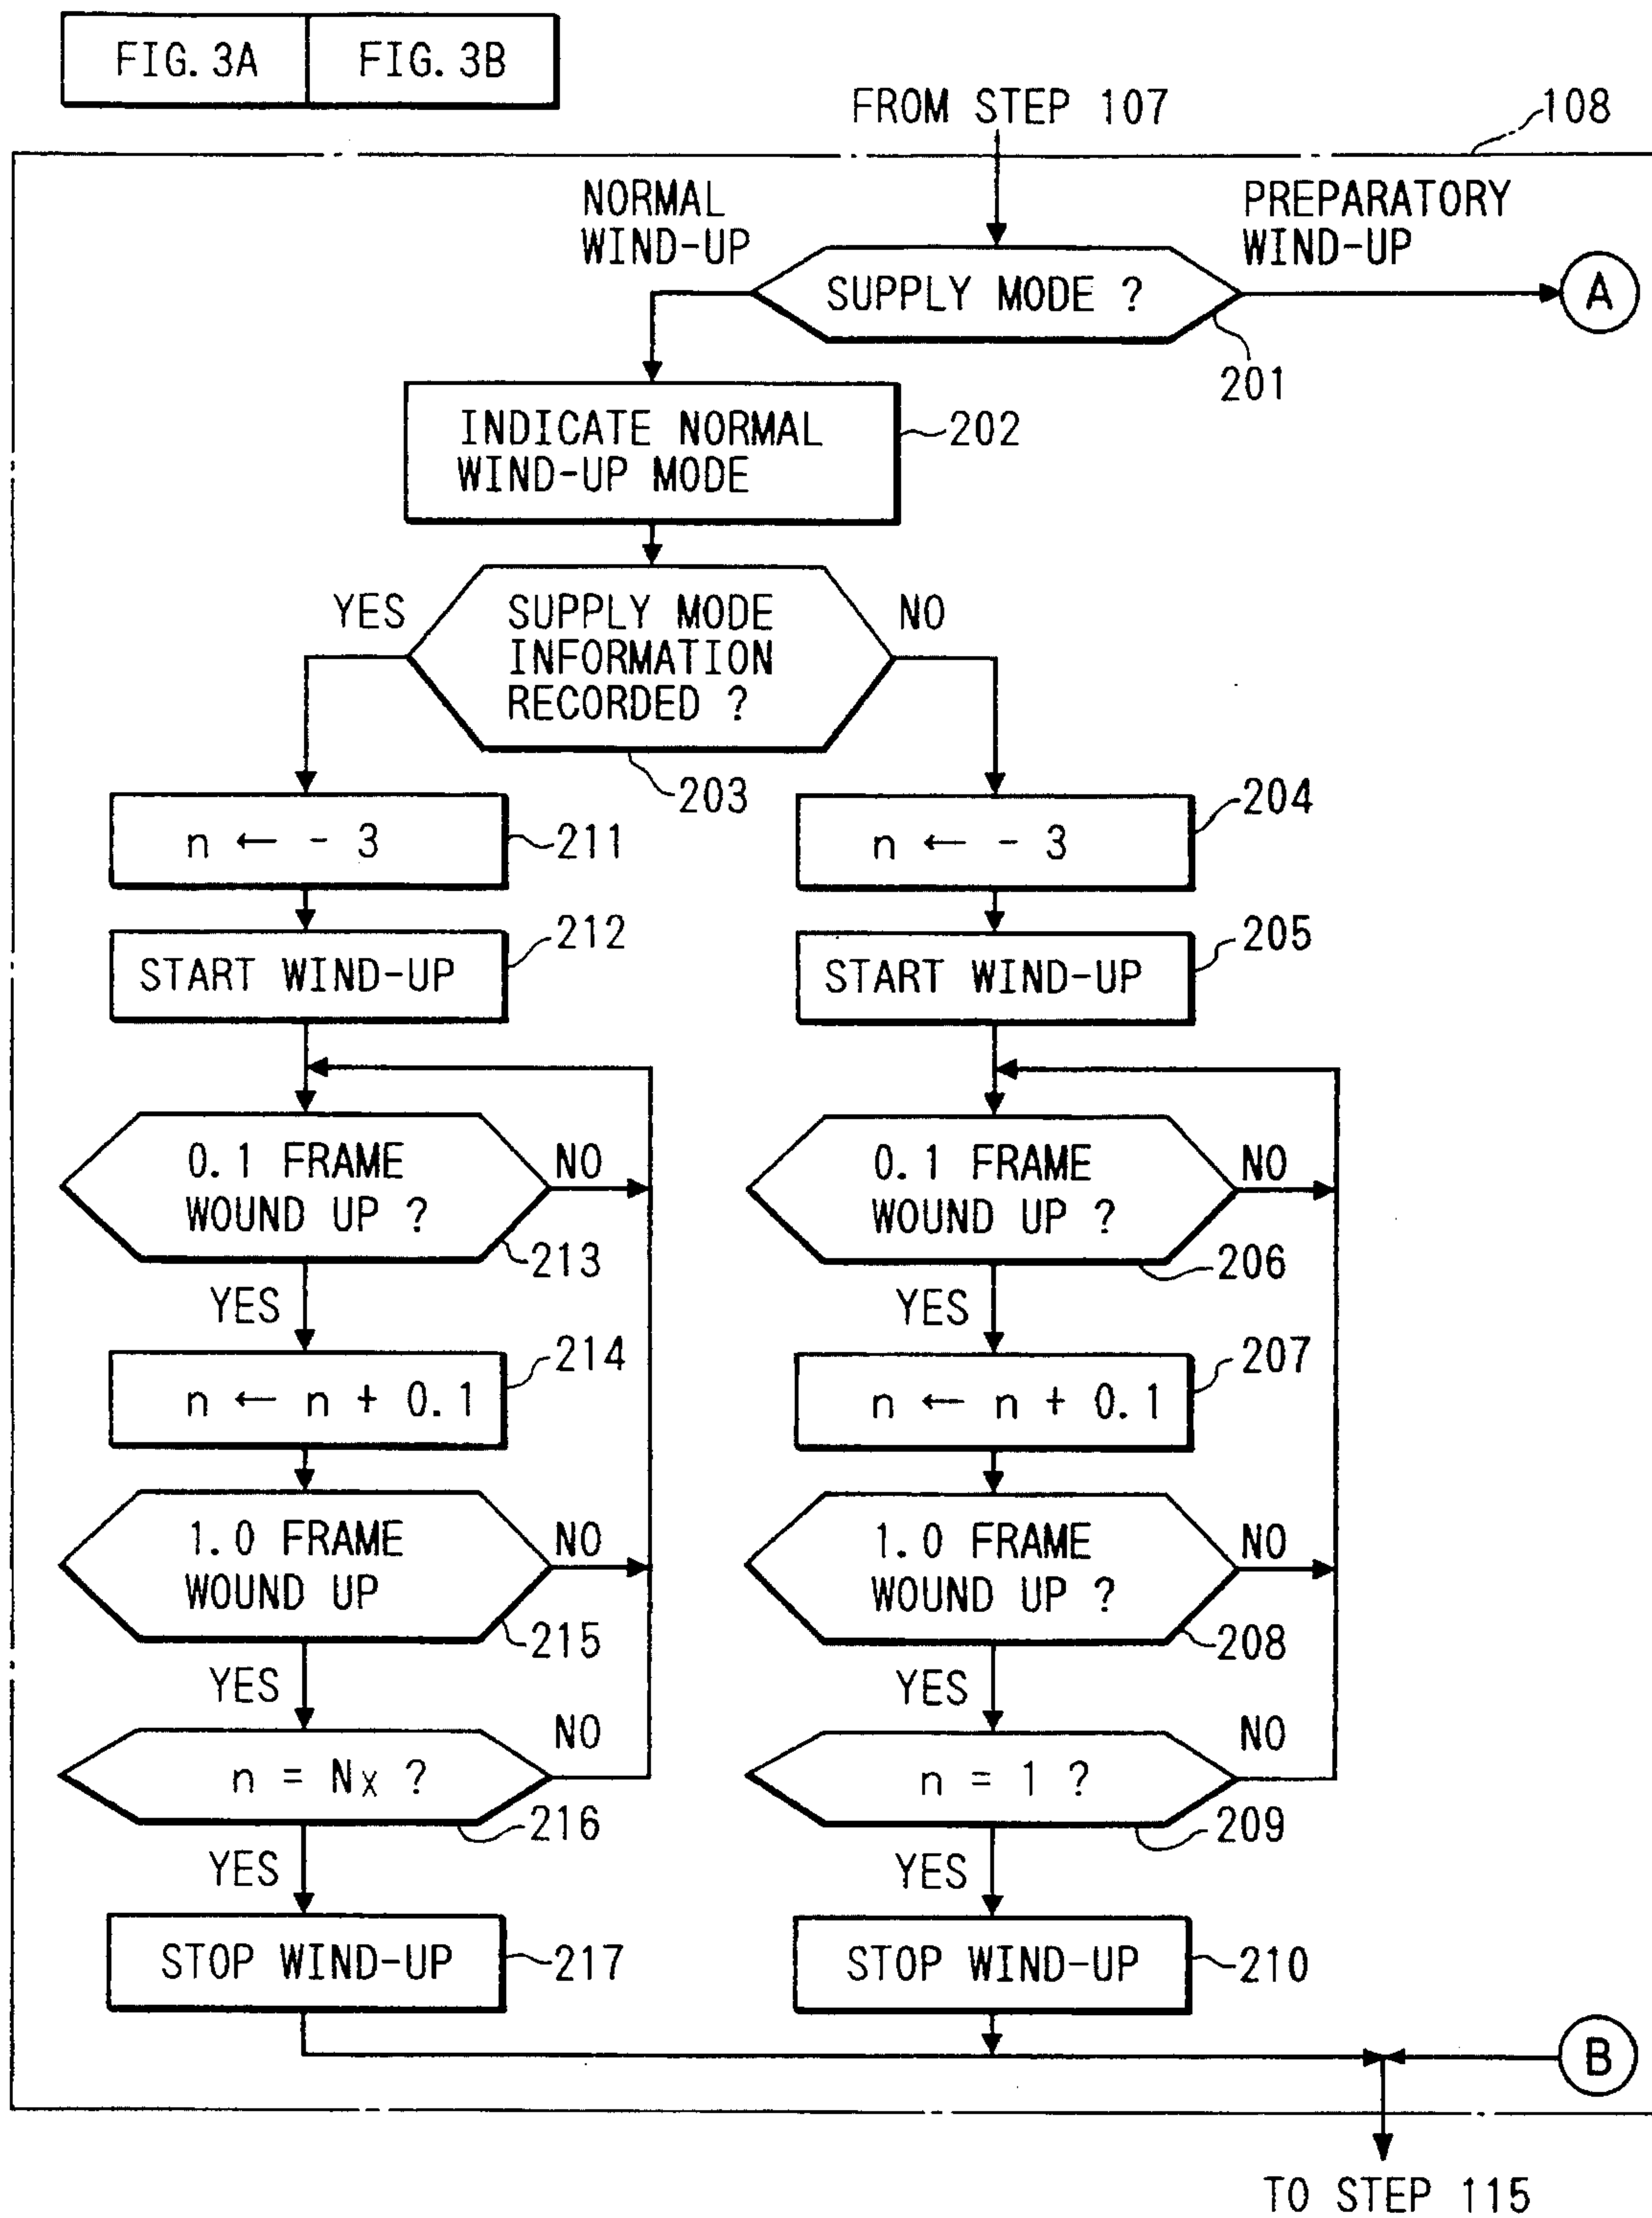 FIG. 3A FIG. 3B
FROM STEP 107
108
NORMAL
WIND-UP
PREPARATORY
WIND-UP
SUPPLY MODE ?
A
201
INDICATE NORMAL
WIND-UP MODE
202
YES
SUPPLY MODE
INFORMATION
RECORDED ?
NO
203
n ← - 3
211
n ← - 3
204
START WIND-UP
212
START WIND-UP
205
0.1 FRAME
WOUND UP ?
NO
213
0.1 FRAME
WOUND UP ?
NO
206
YES
YES
n ← n + 0.1
214
n ← n + 0.1
207
1.0 FRAME
WOUND UP
NO
215
1.0 FRAME
WOUND UP ?
NO
208
YES
YES
n = Nx ?
NO
216
n = 1 ?
NO
209
YES
YES
STOP WIND-UP
217
STOP WIND-UP
210
B
TO STEP 115